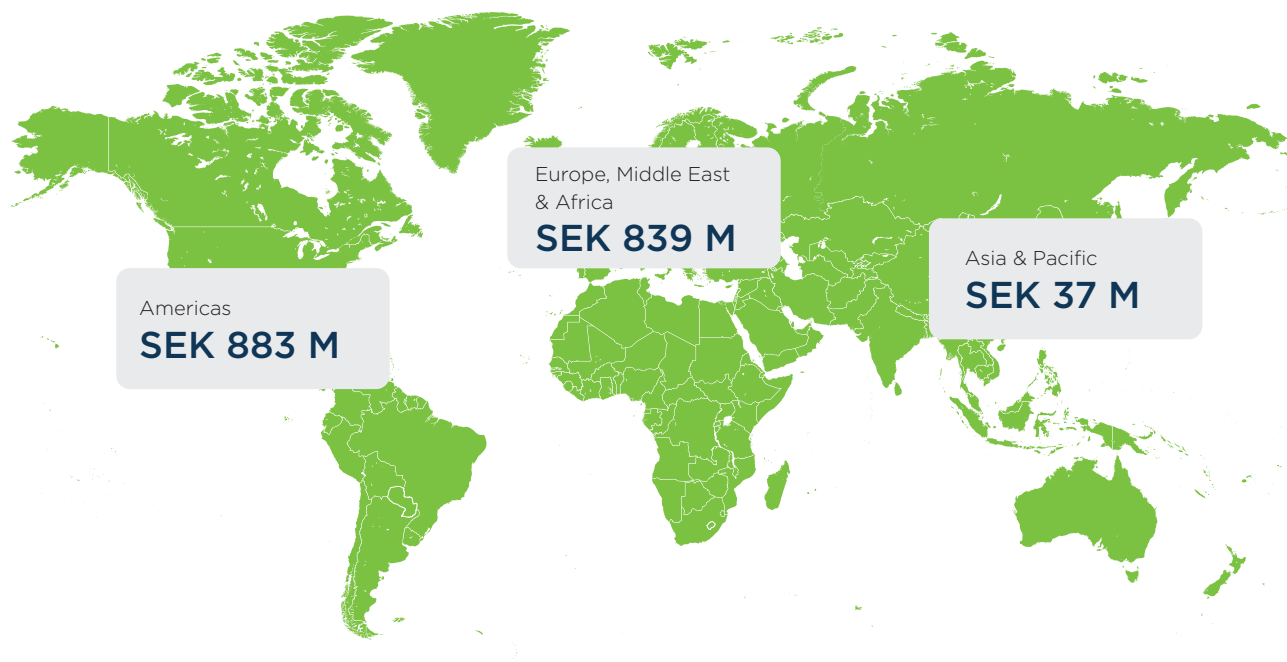 Europe, Middle East
& Africa
SEK 839 M
Asia & Pacific
SEK 37 M
Americas
SEK 883 M